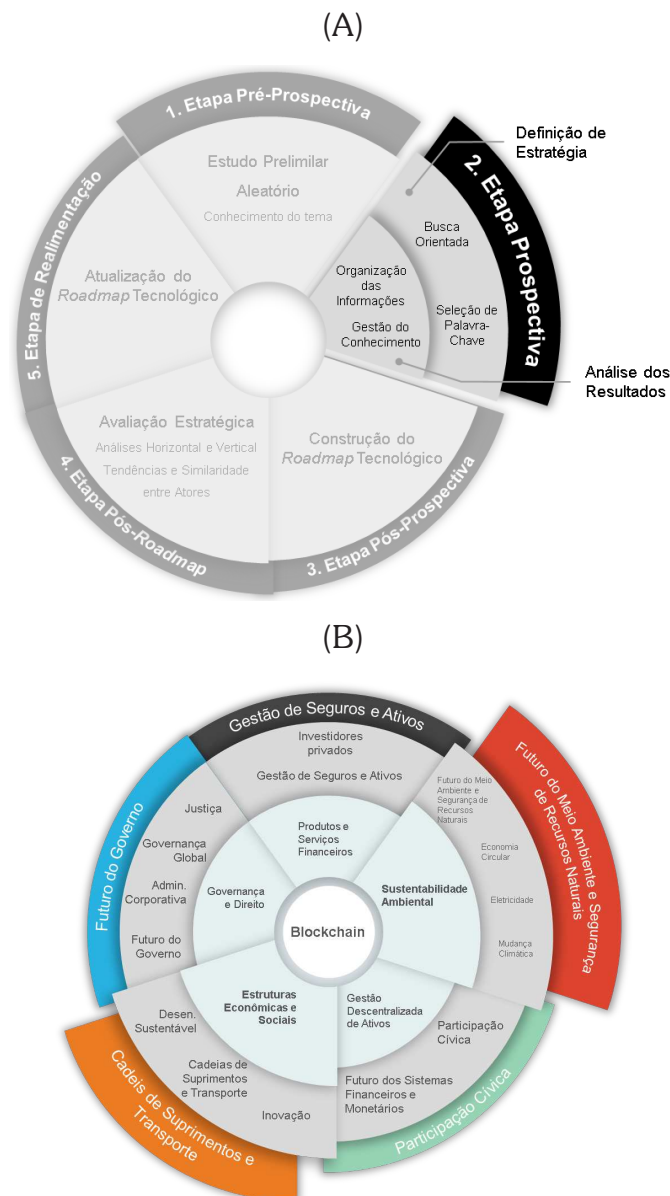 (A)
1. Etapa Pré-Prospectiva
Estudo Prelimilar
Aleatório
Conhecimento do tema
Definição de
Estratégia
2. Etapa Prospectiva
Busca
Orientada
Organização
das
Informações
Gestão do
Conhecimento
Seleção de
Palavra-
Chave
Análise dos
Resultados
Construção do
Roadmap Tecnológico
3. Etapa Pós-Prospectiva
Avaliação Estratégica
Análises Horizontal e Vertical
Tendências e Similaridade
entre Atores
4. Etapa Pós-Roadmap
Atualização do
Roadmap Tecnológico
5. Etapa de Realimentação
(B)
Gestão de Seguros e Ativos
Investidores
privados
Gestão de Seguros e Ativos
Produtos e
Serviços
Financeiros
Futuro do Meio Ambiente e Segurança
de Recursos Naturais
Futuro do Meio
Ambiente e
Segurança de
Recursos
Naturais
Economia
Circular
Eletricidade
Mudança
Climática
Sustentabilidade
Ambiental
Blockchain
Futuro do Governo
Justiça
Governança
Global
Admin.
Corporativa
Futuro do
Governo
Governança
e Direito
Estruturas
Econômicas e
Sociais
Desen.
Sustentável
Cadeias de
Suprimentos
e Transporte
Inovação
Cadeis de Suprimentos e
Transporte
Gestão
Descentralizada
de Ativos
Participação
Cívica
Futuro dos Sistemas
Financeiros e
Monetários
Participação Cívica